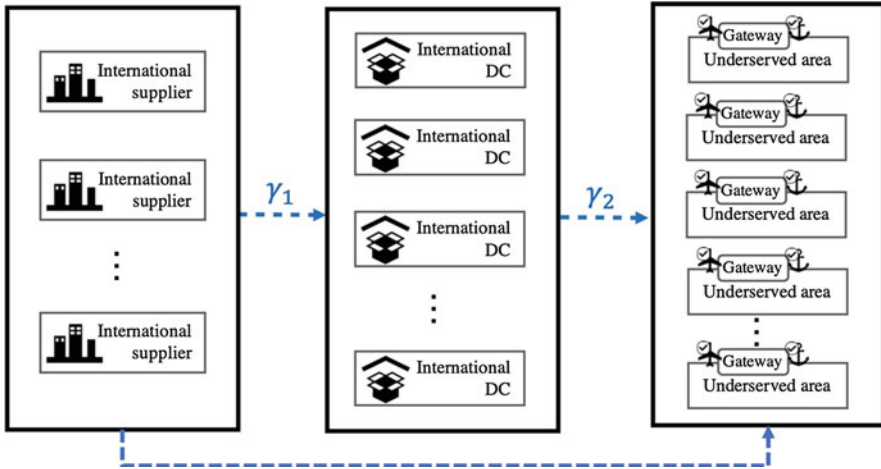 International
supplier
International
supplier
⋮
International
supplier
γ1
International
DC
International
DC
International
DC
⋮
International
DC
γ2
Gateway
Underserved area
Gateway
Underserved area
Gateway
Underserved area
Gateway
Underserved area
⋮
Gateway
Underserved area